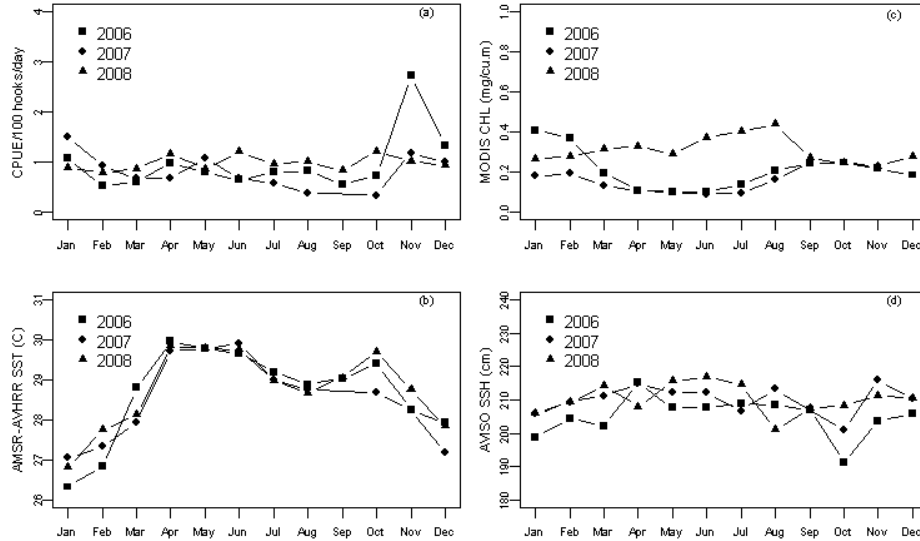 (a)
CPUE/100 hooks/day
4
3
2
1
0
2006
2007
2008
Jan Feb Mar Apr May Jun Jul Aug Sep Oct Nov Dec
(c)
MODIS CHL (mg/cu.m)
1.0
0.8
0.6
0.4
0.2
0.0
2006
2007
2008
Jan Feb Mar Apr May Jun Jul Aug Sep Oct Nov Dec
(b)
AMSR-AVHRR SST (C)
31
30
29
28
27
26
2006
2007
2008
Jan Feb Mar Apr May Jun Jul Aug Sep Oct Nov Dec
(d)
AVISO SSH (cm)
240
220
210
200
190
180
2006
2007
2008
Jan Feb Mar Apr May Jun Jul Aug Sep Oct Nov Dec